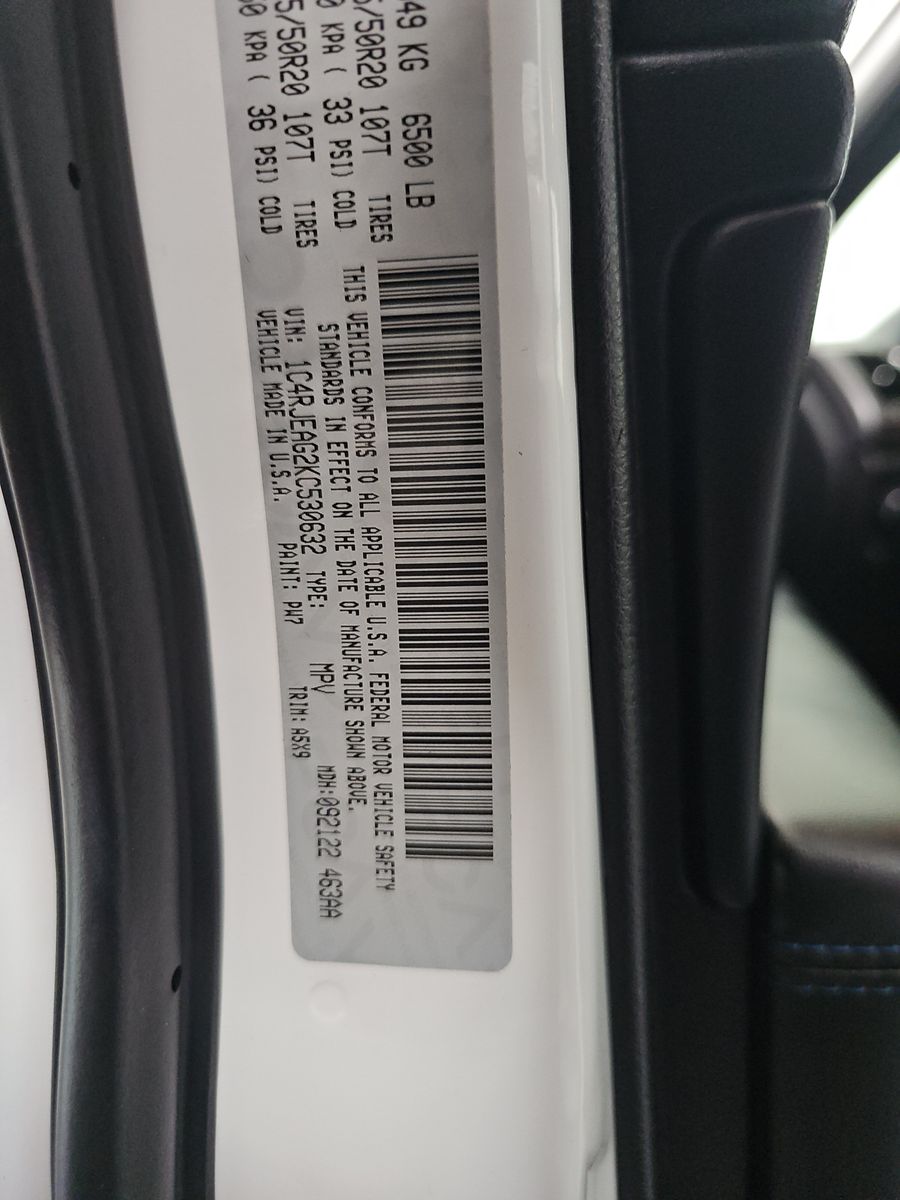 49 KG 6500 LB
/50R20 107T TIRES
0 KPA ( 33 PSI) COLD
5/50R20 107T TIRES
00 KPA ( 36 PSI) COLD
THIS VEHICLE CONFORMS TO ALL APPLICABLE U.S.A. FEDERAL MOTOR VEHICLE SAFETY
STANDARDS IN EFFECT ON THE DATE OF MANUFACTURE SHOWN ABOVE.
VIN: 1C4RJEAG2KC530632 TYPE: MPV MDH:092122 463AA
VEHICLE MADE IN U.S.A. PAINT: PW7 TRIM: A5X9